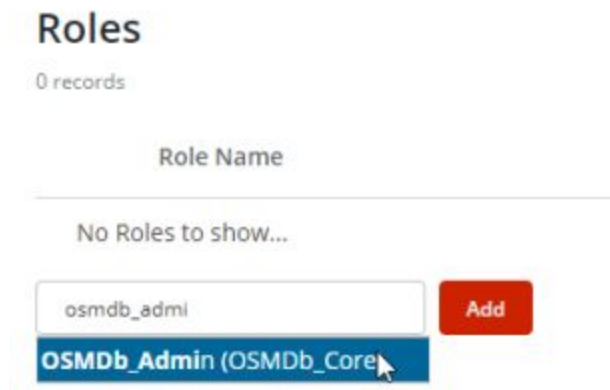 Roles
0 records
Role Name
No Roles to show...
osmdb_admi
Add
OSMDb_Admin (OSMDb_Core